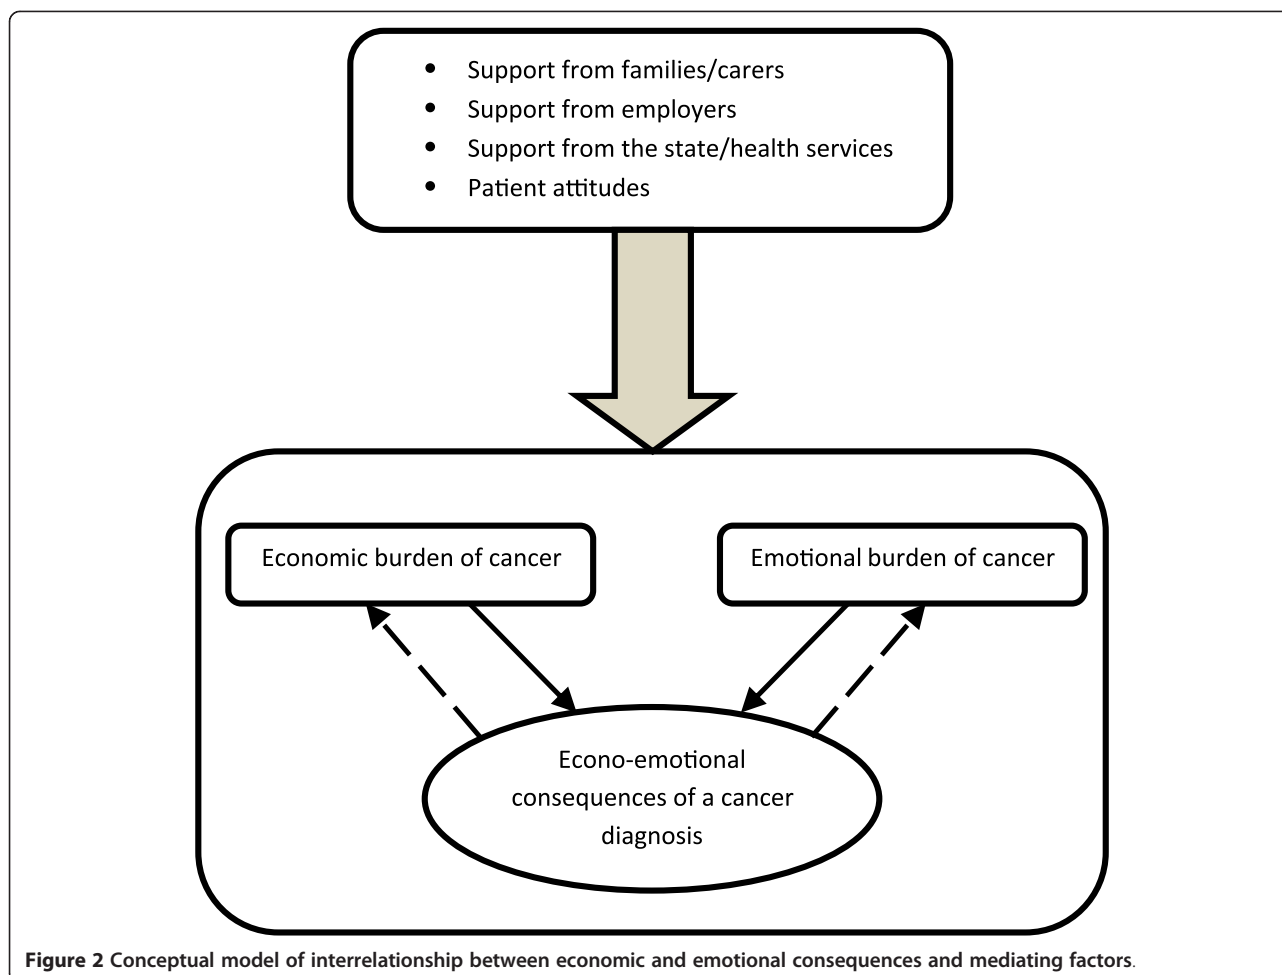 • Support from families/carers
• Support from employers
• Support from the state/health services
• Patient attitudes
Economic burden of cancer
Emotional burden of cancer
Econo-emotional
consequences of a cancer
diagnosis
Figure 2 Conceptual model of interrelationship between economic and emotional consequences and mediating factors.